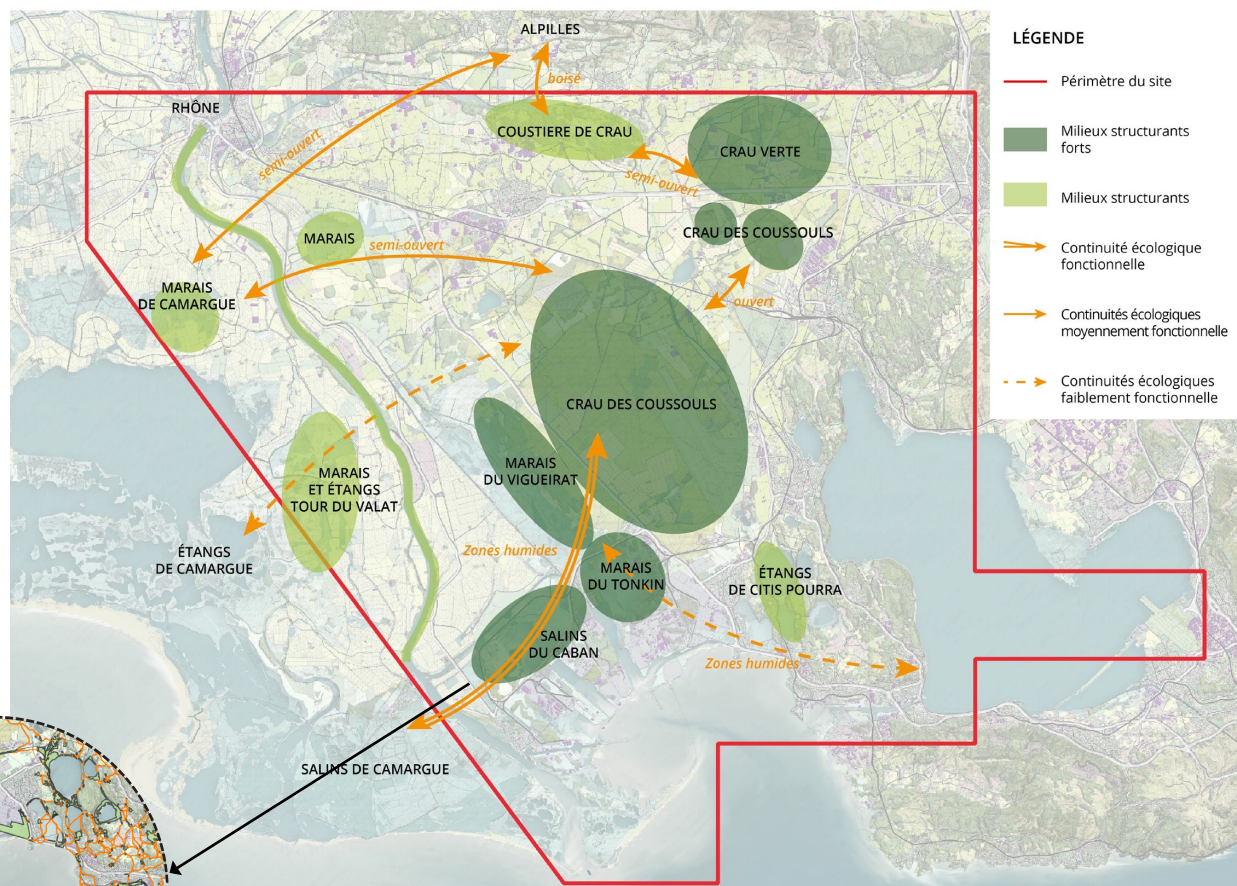 ALPILLES
boisé
RHÔNE
COUSTIERE DE CRAU
CRAU VERTE
semi-ouvert
semi-ouvert
MARAIS
CRAU DES COUSSOULS
semi-ouvert
MARAIS
DE CAMARGUE
ouvert
CRAU DES COUSSOULS
MARAIS
DU VIGUEIRAT
MARAIS
ET ÉTANGS
TOUR DU VALAT
Zones humides
ÉTANGS
DE CAMARGUE
MARAIS
DU TONKIN
ÉTANGS
DE CITIS POURRA
SALINS
DU CABAN
Zones humides
SALINS DE CAMARGUE
LÉGENDE
Périmètre du site
Milieux structurants
forts
Milieux structurants
Continuité écologique
fonctionnelle
Continuités écologiques
moyennement fonctionnelle
Continuités écologiques
faiblement fonctionnelle